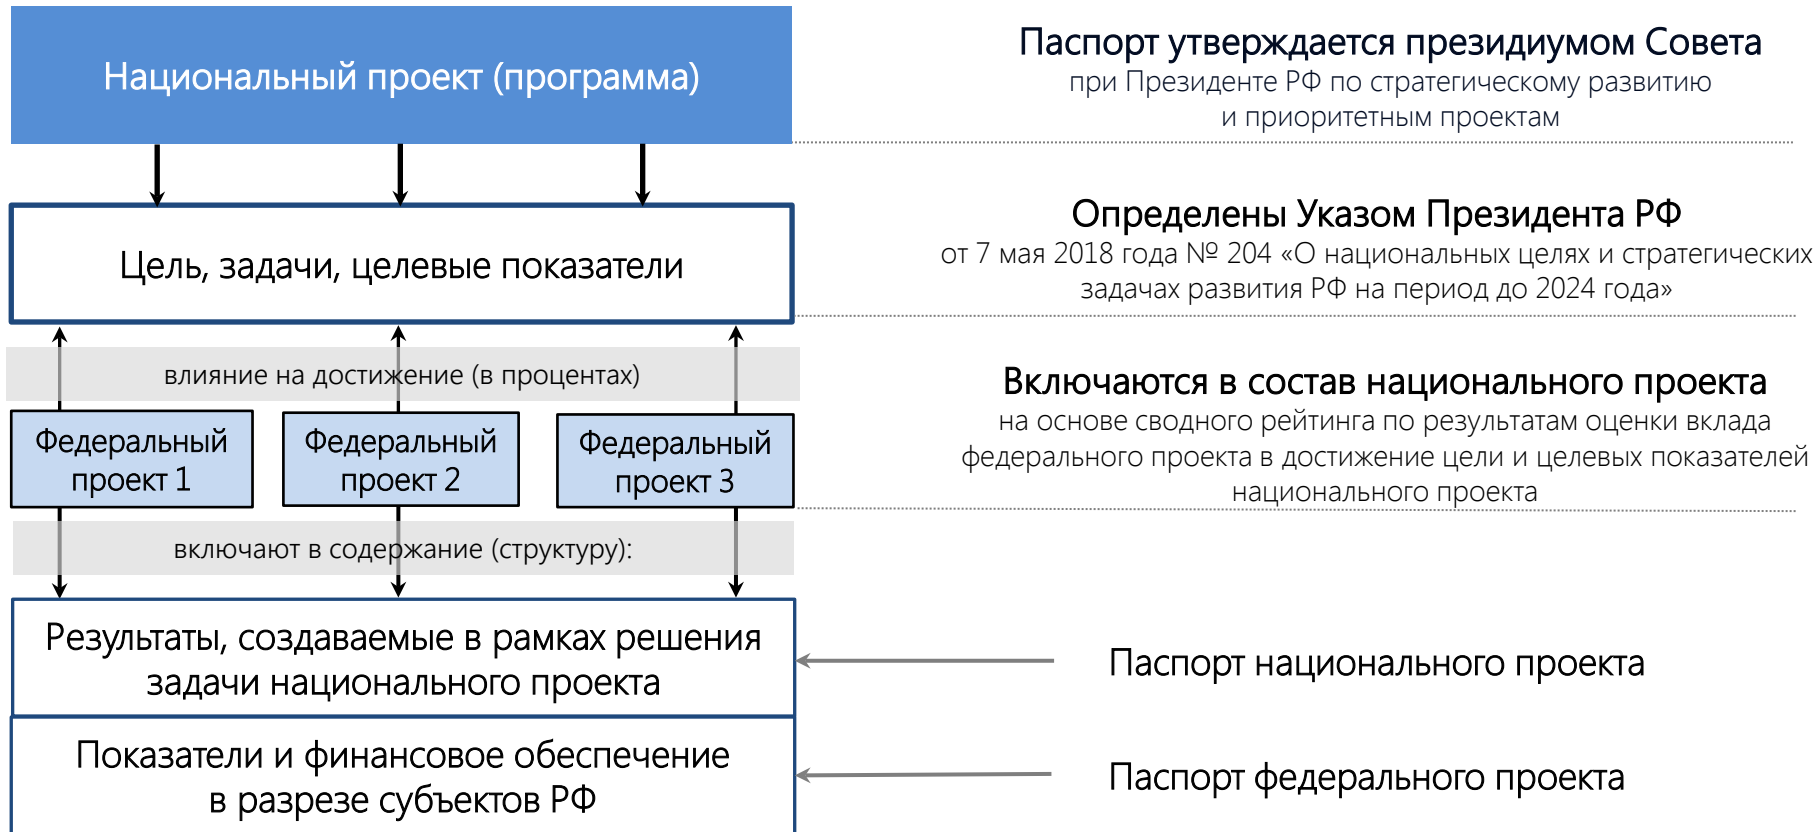 Национальный проект (программа)
Паспорт утверждается президиумом Совета
при Президенте РФ по стратегическому развитию
и приоритетным проектам
Цель, задачи, целевые показатели
Определены Указом Президента РФ
от 7 мая 2018 года № 204 «О национальных целях и стратегических
задачах развития РФ на период до 2024 года»
влияние на достижение (в процентах)
Федеральный
проект 1
Федеральный
проект 2
Федеральный
проект 3
Включаются в состав национального проекта
на основе сводного рейтинга по результатам оценки вклада
федерального проекта в достижение цели и целевых показателей
национального проекта
включают в содержание (структуру):
Результаты, создаваемые в рамках решения
задачи национального проекта
Паспорт национального проекта
Показатели и финансовое обеспечение
в разрезе субъектов РФ
Паспорт федерального проекта